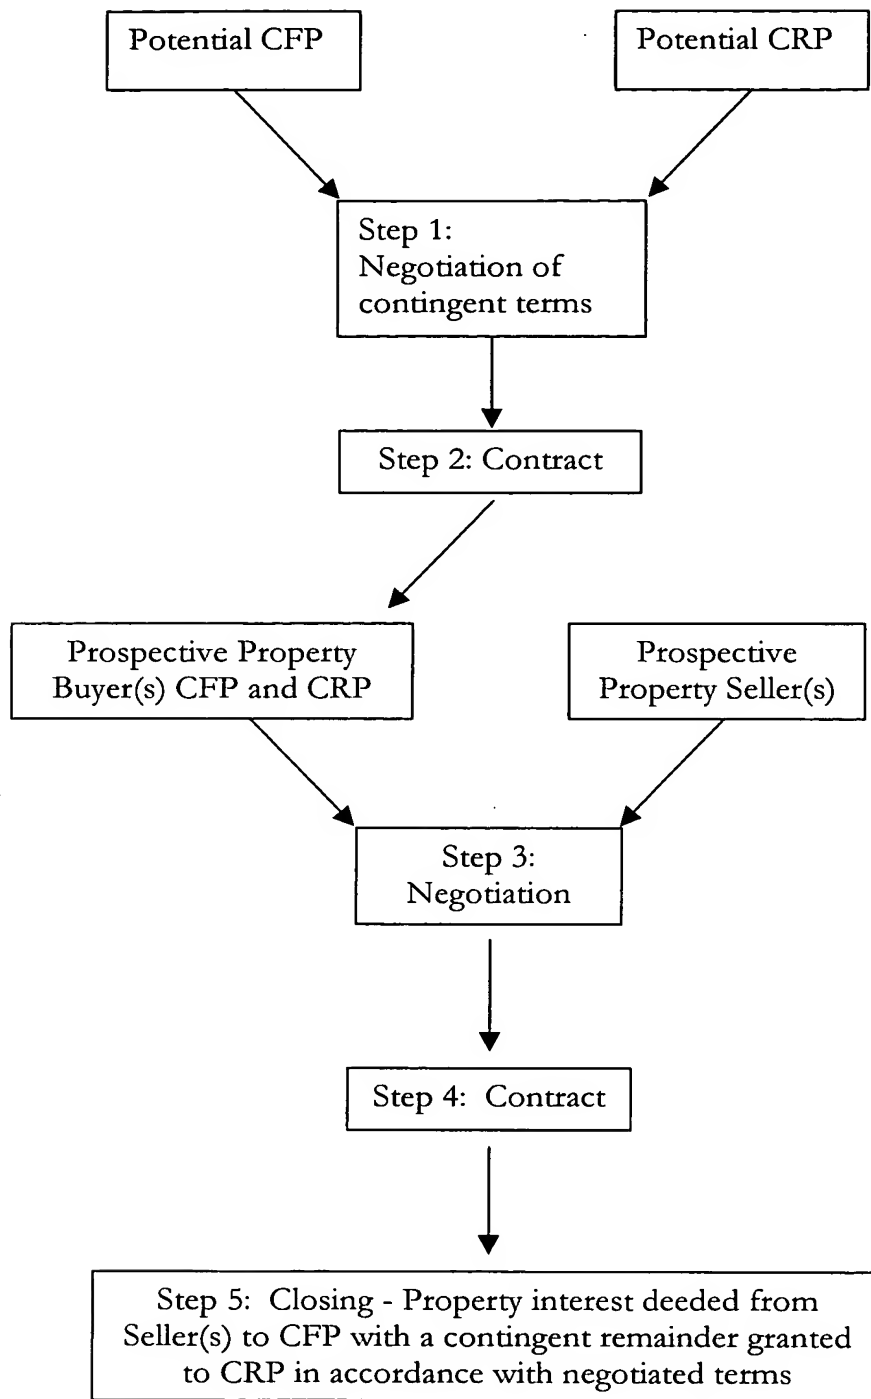 Potential CFP
Potential CRP
Step 1:
Negotiation of
contingent terms
Step 2: Contract
Prospective Property
Buyer(s) CFP and CRP
Prospective
Property Seller(s)
Step 3:
Negotiation
Step 4: Contract
Step 5: Closing - Property interest deeded from
Seller(s) to CFP with a contingent remainder granted
to CRP in accordance with negotiated terms